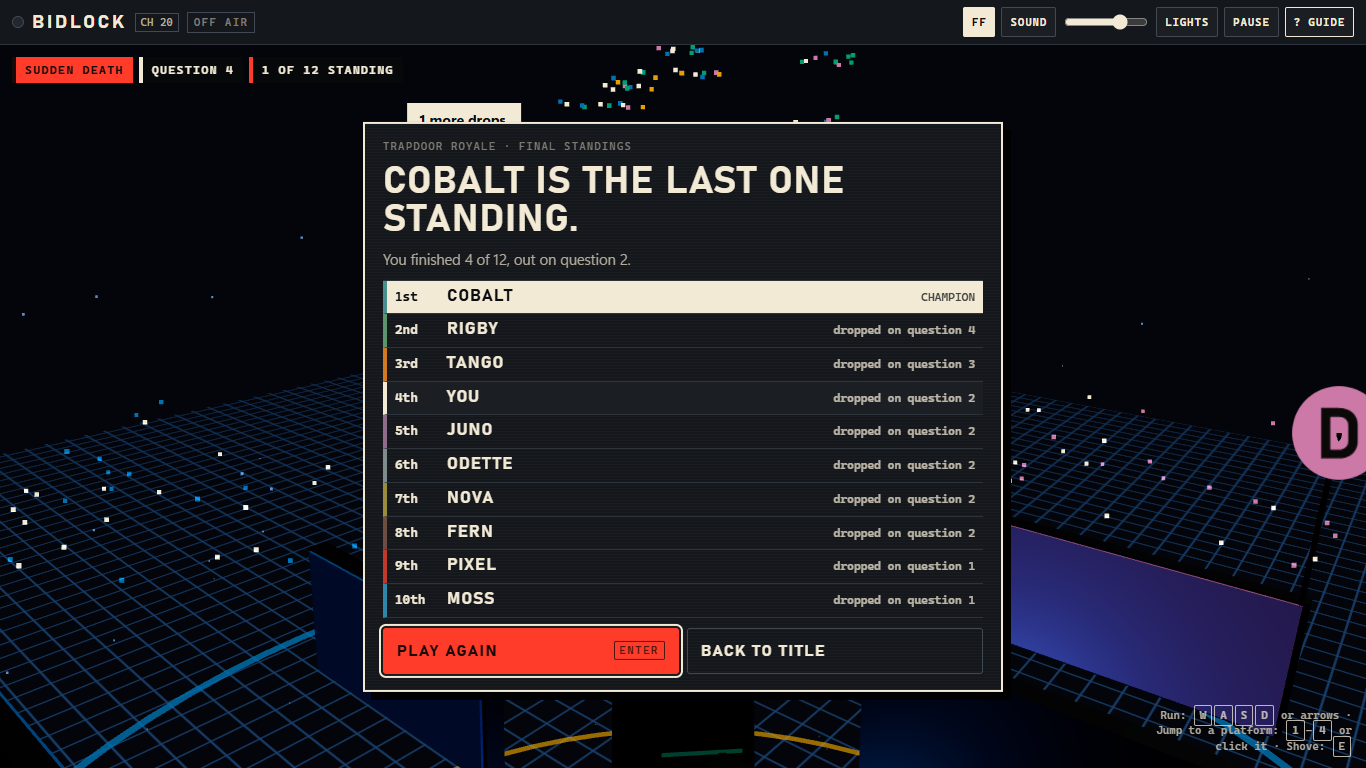 BIDLOCK CH 20 OFF AIR FF SOUND LIGHTS PAUSE ? GUIDE
SUDDEN DEATH QUESTION 4 1 OF 12 STANDING
1 more drops
TRAPDOOR ROYALE · FINAL STANDINGS
COBALT IS THE LAST ONE
STANDING.
You finished 4 of 12, out on question 2.
1st COBALT CHAMPION
2nd RIGBY dropped on question 4
3rd TANGO dropped on question 3
4th YOU dropped on question 2
5th JUNO dropped on question 2
6th ODETTE dropped on question 2
7th NOVA dropped on question 2
8th FERN dropped on question 2
9th PIXEL dropped on question 1
10th MOSS dropped on question 1
PLAY AGAIN ENTER BACK TO TITLE
D
Run: W A S D or arrows ·
Jump to a platform: 1 – 4 or
click it · Shove: E